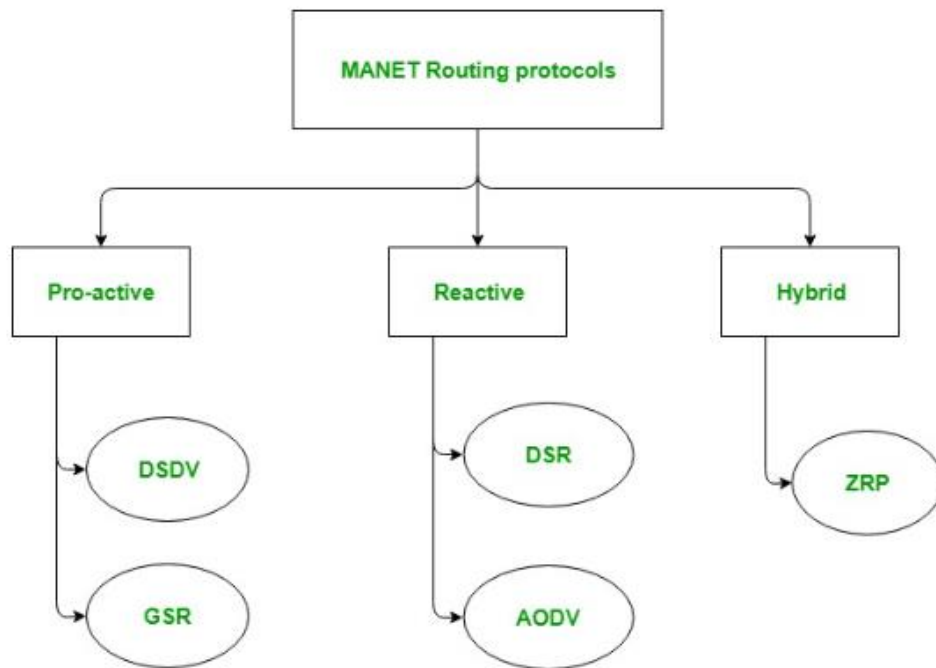 MANET Routing protocols
Pro-active
Reactive
Hybrid
DSDV
DSR
ZRP
GSR
AODV